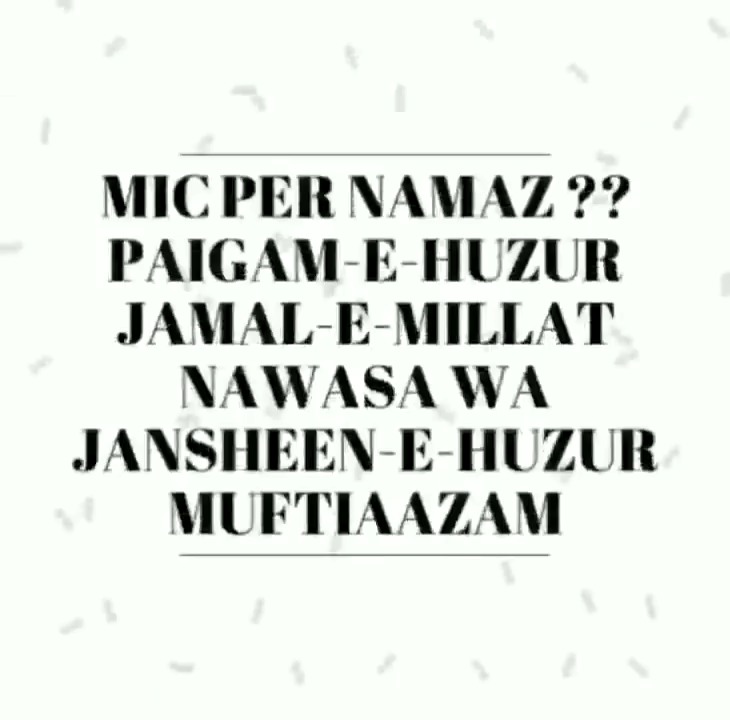 MIC PER NAMAZ ??
PAIGAM-E-HUZUR
JAMAL-E-MILLAT
NAWASA WA
JANSHEEN-E-HUZUR
MUFTIAAZAM